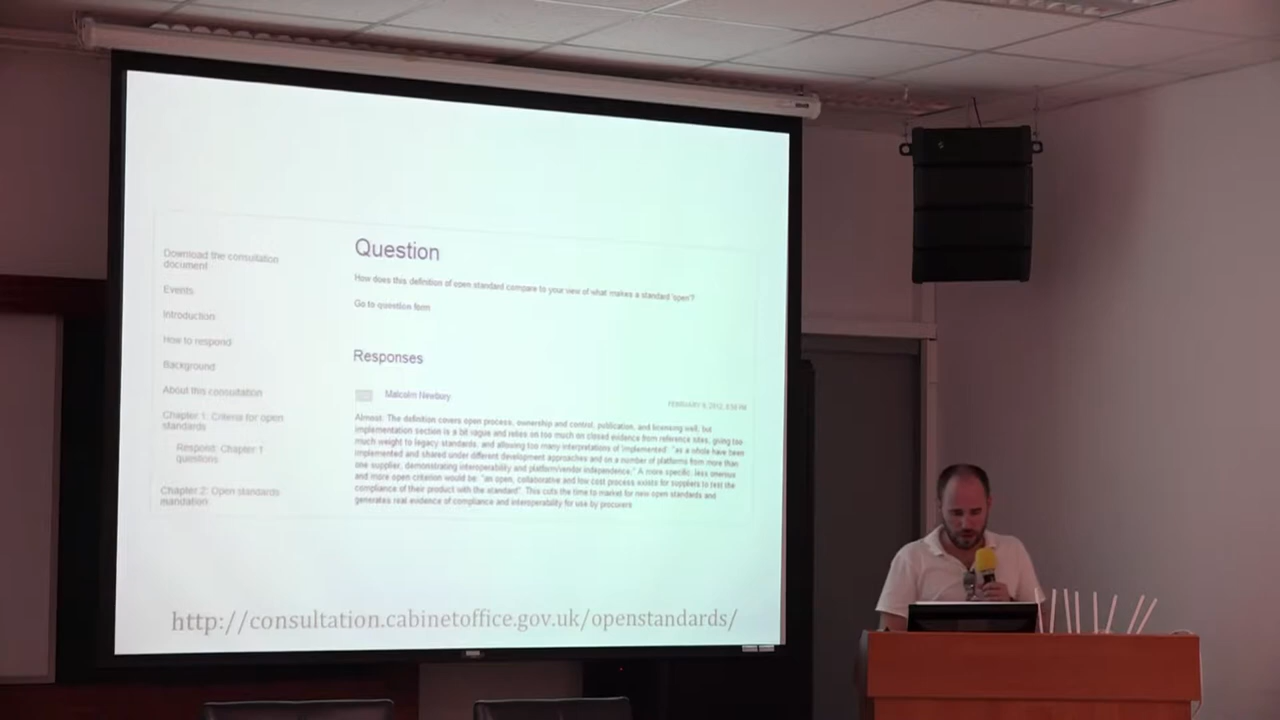 Question
Download the consultation
document
How does this definition of open standard compare to your view of what makes a standard 'open'?
Events
Go to question form
Introduction
How to respond
Responses
Background
About this consultation
Malcolm Newbury
FEBRUARY 9, 2012, 8:58 PM
Chapter 1: Criteria for open
standards
Almost. The definition covers open process, ownership and control, publication, and licensing well, but
implementation section is a bit vague and relies on too much on closed evidence from reference sites, giving too
much weight to legacy standards, and allowing too many interpretations of 'implemented': "as a whole have been
implemented and shared under different development approaches and on a number of platforms from more than
one supplier, demonstrating interoperability and platform/vendor independence." A more specific, less onerous
and more open criterion would be: "an open, collaborative and low cost process exists for suppliers to test the
compliance of their product with the standard". This cuts the time to market for new open standards and
generates real evidence of compliance and interoperability for use by procurers
Respond: Chapter 1
questions
Chapter 2: Open standards
mandation
http://consultation.cabinetoffice.gov.uk/openstandards/